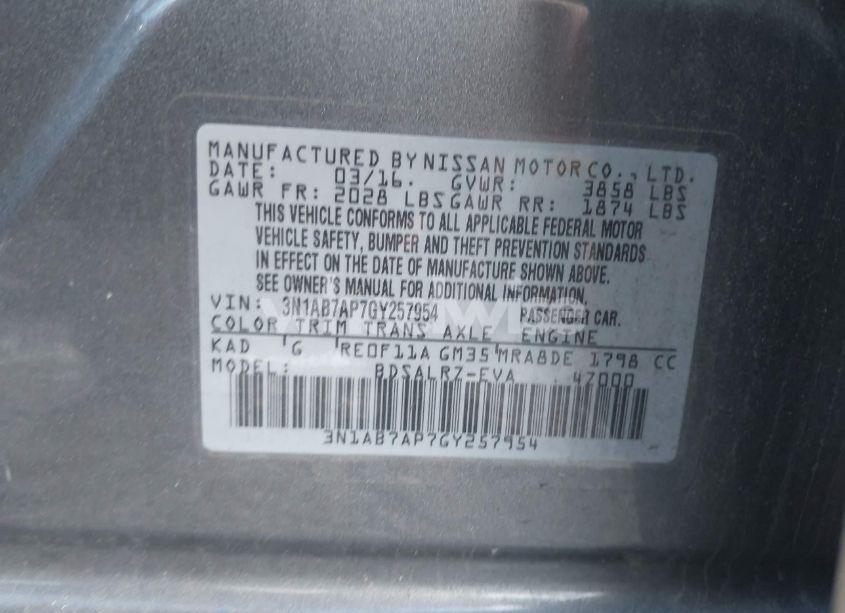 MANUFACTURED BY NISSAN MOTOR CO., LTD.
DATE: 03/16. GVWR: 3858 LBS
GAWR FR: 2028 LBS GAWR RR: 1874 LBS
THIS VEHICLE CONFORMS TO ALL APPLICABLE FEDERAL MOTOR
VEHICLE SAFETY, BUMPER AND THEFT PREVENTION STANDARDS
IN EFFECT ON THE DATE OF MANUFACTURE SHOWN ABOVE.
SEE OWNER'S MANUAL FOR ADDITIONAL INFORMATION.
VIN: 3N1AB7AP7GY257954 PASSENGER CAR.
COLOR TRIM TRANS AXLE ENGINE
KAD G RE0F11A GM35 MRA8DE 1798 CC
MODEL: BDSALRZ-EVA 47000
3N1AB7AP7GY257954